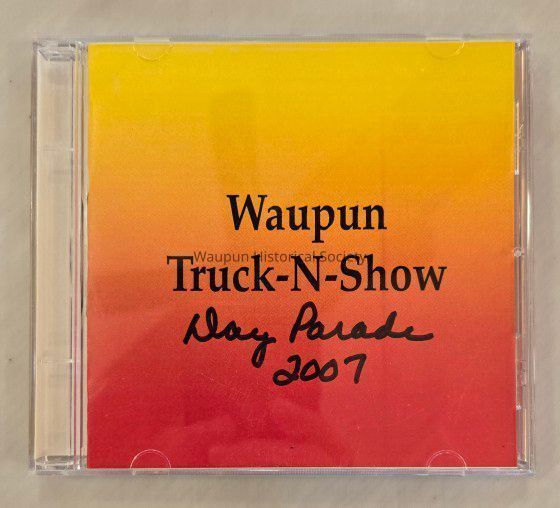 Waupun
Waupun Historical Society
Truck-N-Show
Day Parade
2007